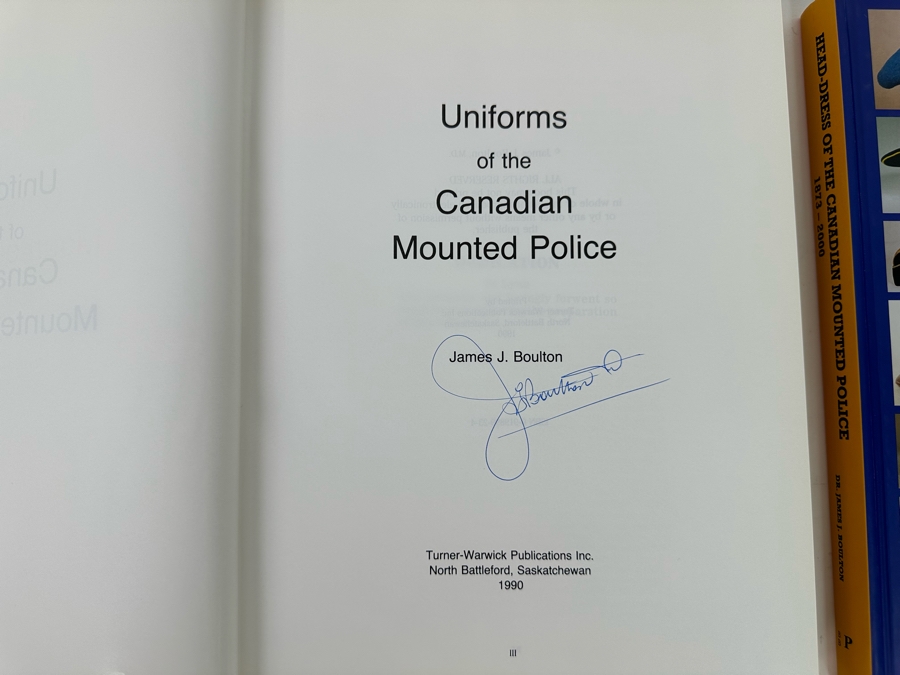 Uniforms
of the
Canadian
Mounted Police
James J. Boulton
JJBoulton
Turner-Warwick Publications Inc.
North Battleford, Saskatchewan
1990
III
HEAD-DRESS OF THE CANADIAN MOUNTED POLICE
1873 – 2000
DR. JAMES J. BOULTON